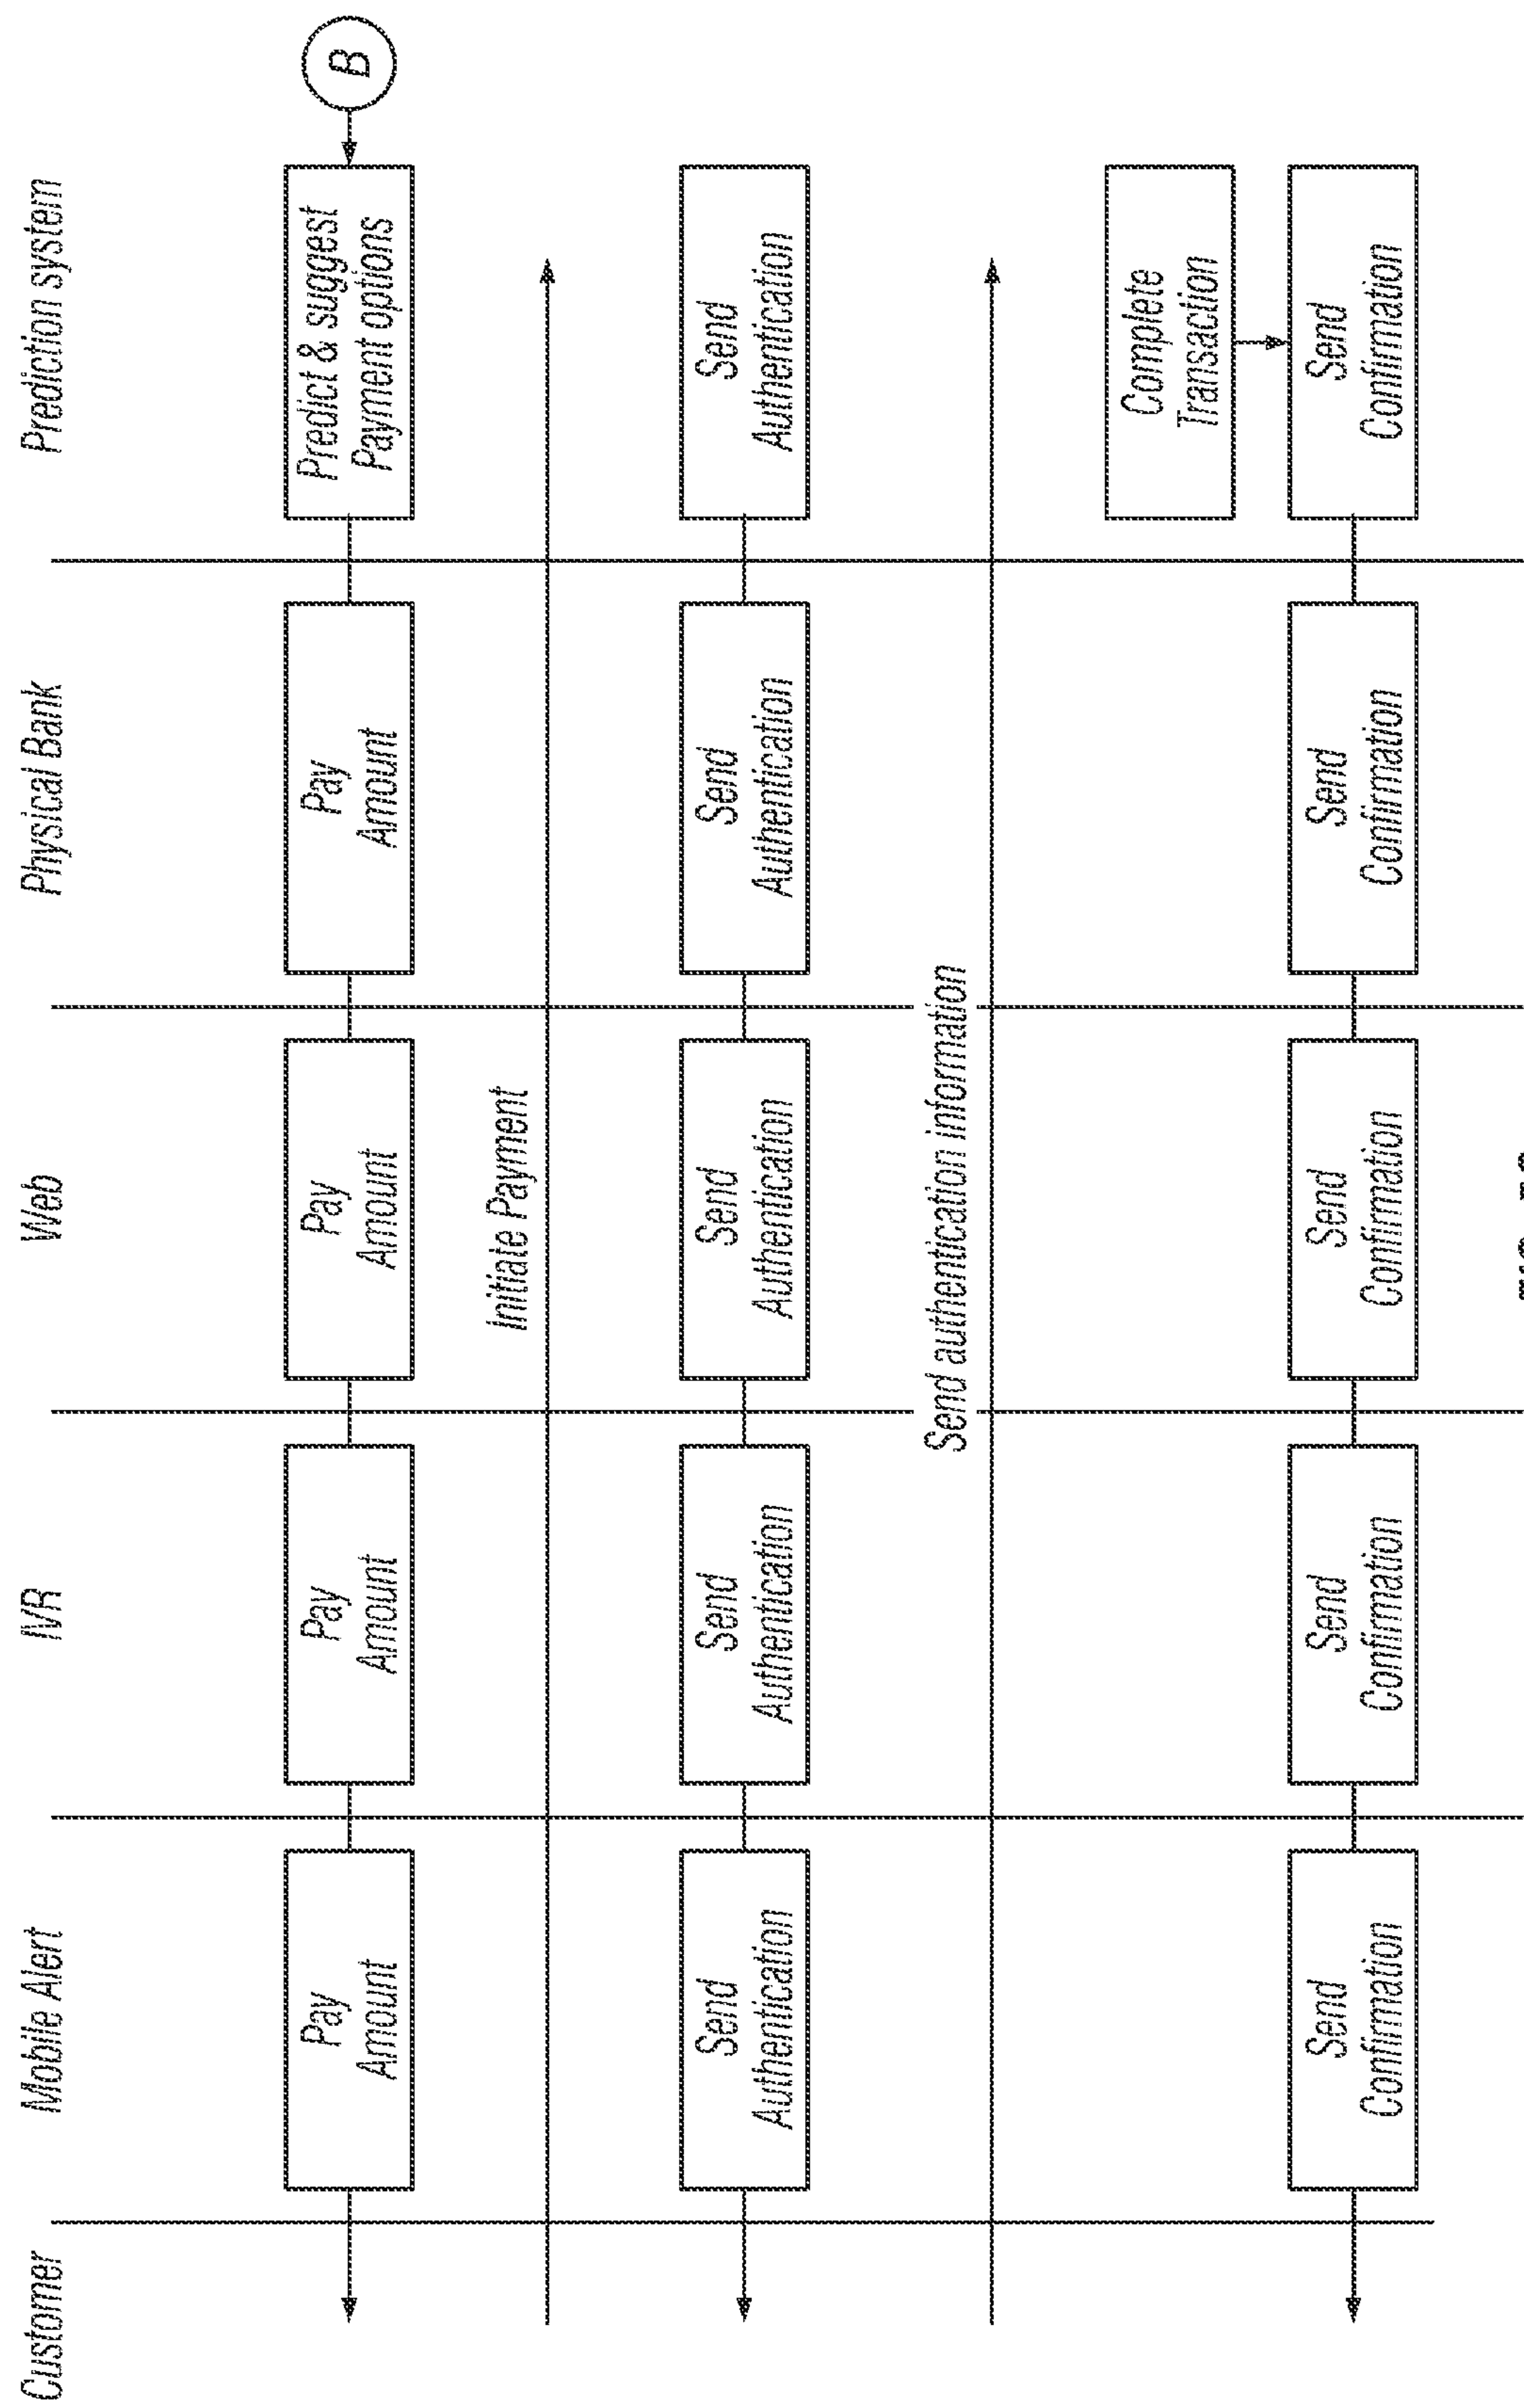 Customer
Mobile Alert
IVR
Web
Physical Bank
Prediction system
Pay
Amount
Pay
Amount
Pay
Amount
Pay
Amount
Predict & suggest
Payment options
B
Initiate Payment
Send
Authentication
Send
Authentication
Send
Authentication
Send
Authentication
Send
Authentication
Send authentication information
Complete
Transaction
Send
Confirmation
Send
Confirmation
Send
Confirmation
Send
Confirmation
Send
Confirmation